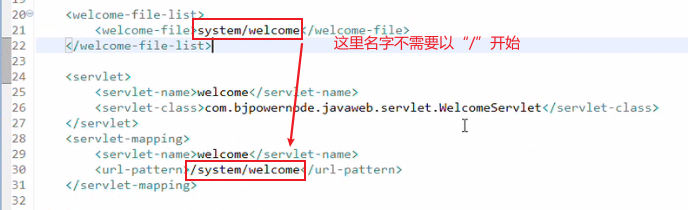 19
20 <welcome-file-list>
21 <welcome-file>system/welcome</welcome-file>
这里名字不需要以“/”开始
22 </welcome-file-list>
23
24 <servlet>
25 <servlet-name>welcome</servlet-name>
26 <servlet-class>com.bjpowernode.javaweb.servlet.WelcomeServlet</servlet-class>
27 </servlet>
28 <servlet-mapping>
29 <servlet-name>welcome</servlet-name>
30 <url-pattern>/system/welcome</url-pattern>
31 </servlet-mapping>
32